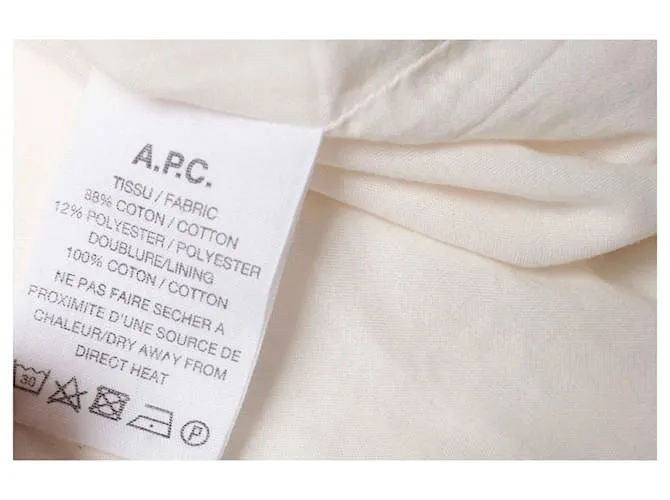 A.P.C.
TISSU / FABRIC
88% COTON / COTTON
12% POLYESTER / POLYESTER
DOUBLURE/LINING
100% COTON / COTTON
NE PAS FAIRE SECHER A
PROXIMITE D'UNE SOURCE DE
CHALEUR/DRY AWAY FROM
DIRECT HEAT
30
P